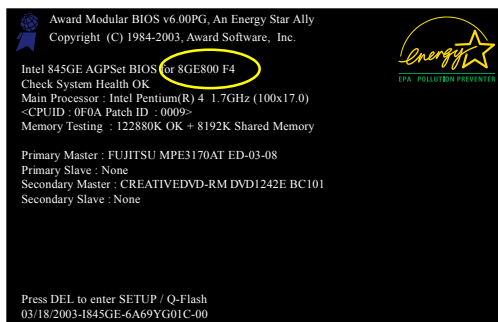 Award Modular BIOS v6.00PG, An Energy Star Ally
Copyright (C) 1984-2003, Award Software, Inc.
energy
EPA POLLUTION PREVENTER
Intel 845GE AGPSet BIOS for 8GE800 F4
Check System Health OK
Main Processor : Intel Pentium(R) 4 1.7GHz (100x17.0)
<CPUID : 0F0A Patch ID : 0009>
Memory Testing : 122880K OK + 8192K Shared Memory
Primary Master : FUJITSU MPE3170AT ED-03-08
Primary Slave : None
Secondary Master : CREATIVEDVD-RM DVD1242E BC101
Secondary Slave : None
Press DEL to enter SETUP / Q-Flash
03/18/2003-I845GE-6A69YG01C-00